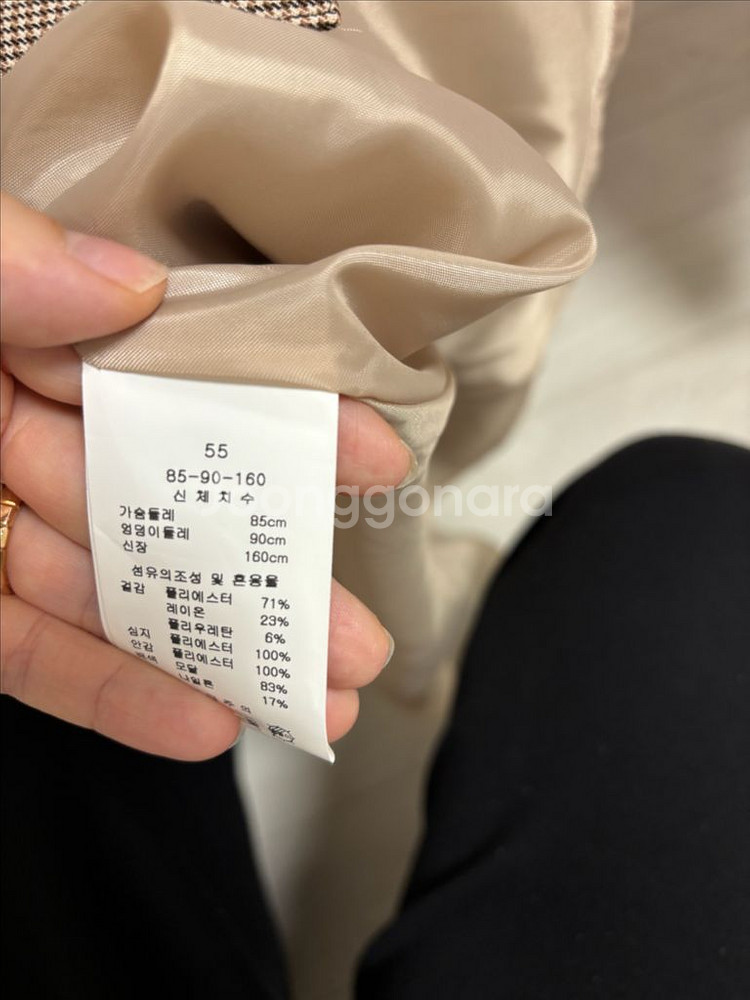 55
85-90-160
신 체 치 수
가슴둘레 85cm
엉덩이둘레 90cm
신장 160cm
섬유의조성 및 혼용율
겉감 폴리에스터 71%
레이온 23%
폴리우레탄 6%
심지 폴리에스터 100%
안감 폴리에스터 100%
모달 83%
나일론 17%
joonggonara